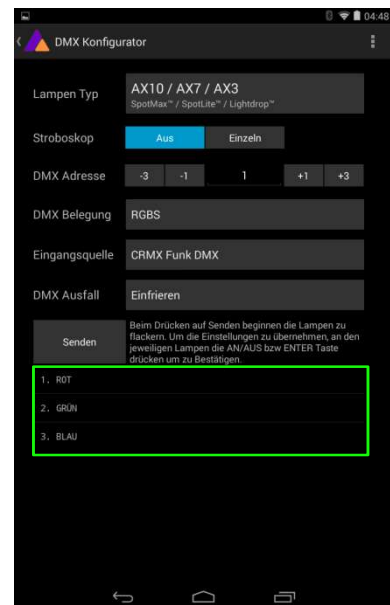 04:48
DMX Konfigurator
Lampen Typ
AX10 / AX7 / AX3
SpotMax™ / SpotLite™ / Lightdrop™
Stroboskop
Aus
Einzeln
DMX Adresse
-3
-1
1
+1
+3
DMX Belegung
RGBS
Eingangsquelle
CRMX Funk DMX
DMX Ausfall
Einfrieren
Senden
Beim Drücken auf Senden beginnen die Lampen zu
flackern. Um die Einstellungen zu übernehmen, an den
jeweiligen Lampen die AN/AUS bzw ENTER Taste
drücken um zu Bestätigen.
1. ROT
2. GRÜN
3. BLAU